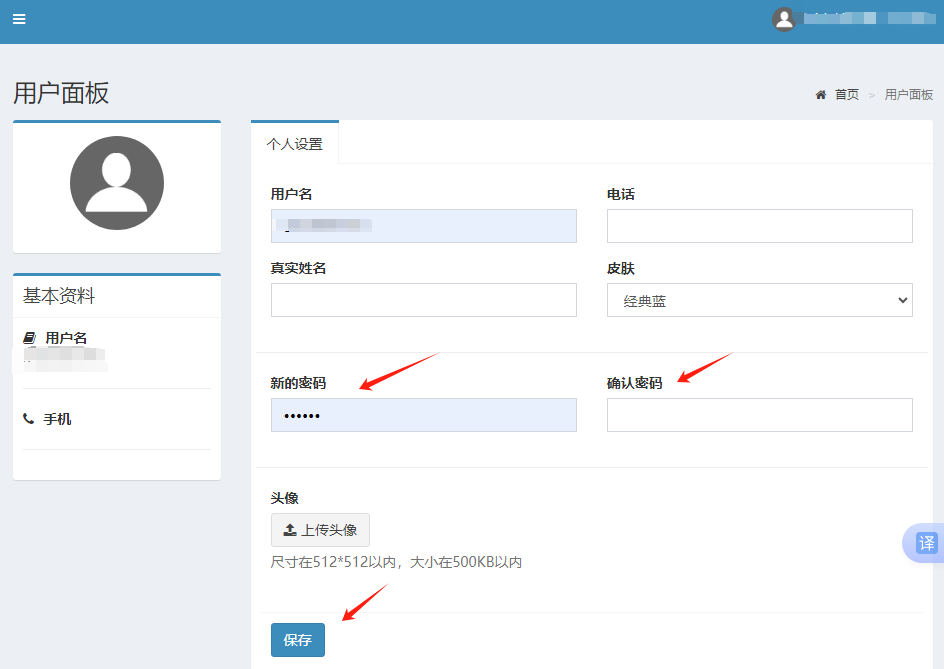 用户面板
首页 > 用户面板
个人设置
用户名
电话
真实姓名
皮肤
经典蓝
基本资料
用户名
手机
新的密码
确认密码
••••••
头像
上传头像
尺寸在512*512以内，大小在500KB以内
保存
译